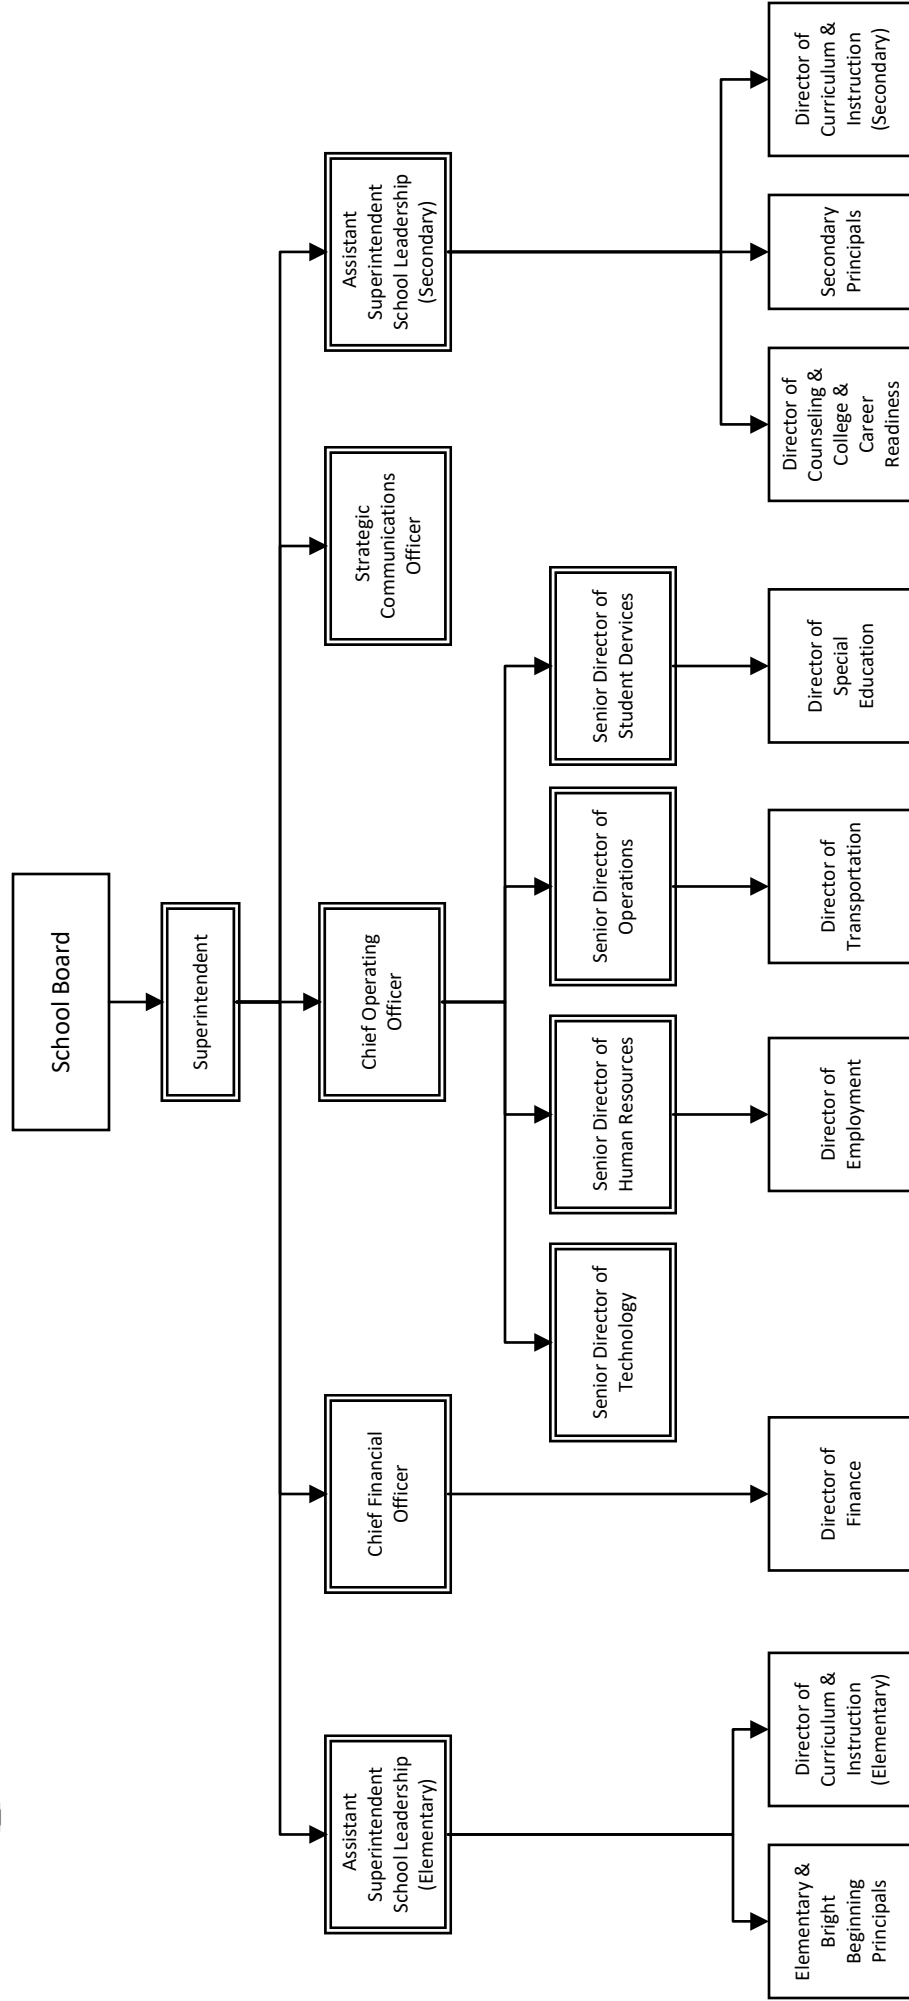 School Board
Superintendent
Assistant
Superintendent
School Leadership
(Elementary)
Chief Financial
Officer
Chief Operating
Officer
Strategic
Communications
Officer
Assistant
Superintendent
School Leadership
(Secondary)
Senior Director of
Technology
Senior Director of
Human Resources
Senior Director of
Operations
Senior Director of
Student Dervices
Elementary &
Bright
Beginning
Principals
Director of
Curriculum &
Instruction
(Elementary)
Director of
Finance
Director of
Employment
Director of
Transportation
Director of
Special
Education
Director of
Counseling &
College &
Career
Readiness
Secondary
Principals
Director of
Curriculum &
Instruction
(Secondary)